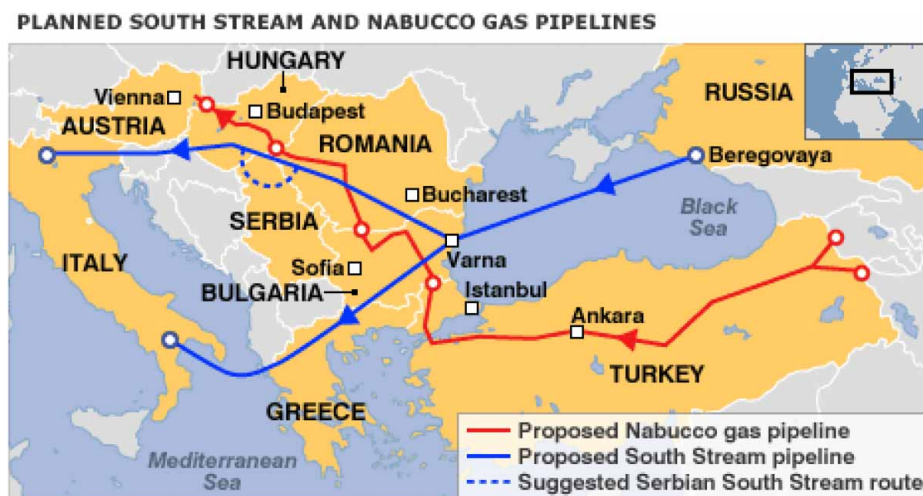 PLANNED SOUTH STREAM AND NABUCCO GAS PIPELINES
HUNGARY
Vienna
Budapest
RUSSIA
AUSTRIA
ROMANIA
Beregovaya
Bucharest
Black
Sea
SERBIA
Varna
ITALY
Sofia
BULGARIA
Istanbul
Ankara
TURKEY
GREECE
Mediterranean
Sea
Proposed Nabucco gas pipeline
Proposed South Stream pipeline
Suggested Serbian South Stream route